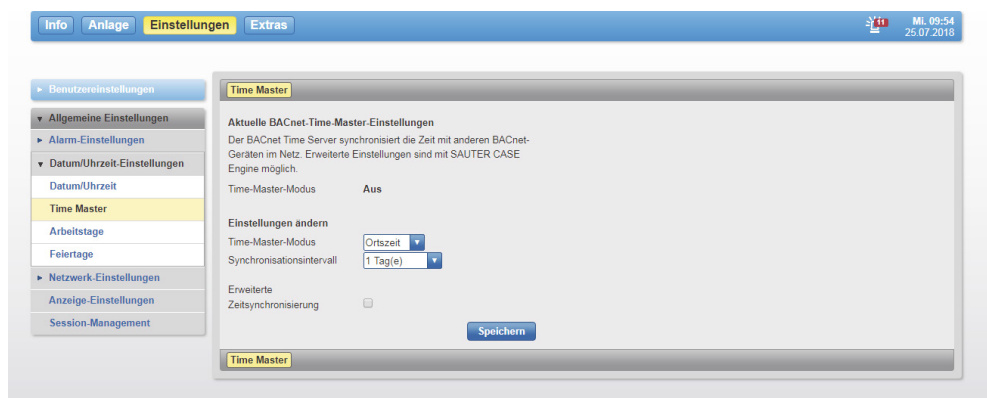 Info Anlage Einstellungen Extras
11
Mi. 09:54
25.07.2018
Benutzereinstellungen
Allgemeine Einstellungen
Alarm-Einstellungen
Datum/Uhrzeit-Einstellungen
Datum/Uhrzeit
Time Master
Arbeitstage
Feiertage
Netzwerk-Einstellungen
Anzeige-Einstellungen
Session-Management
Time Master
Aktuelle BACnet-Time-Master-Einstellungen
Der BACnet Time Server synchronisiert die Zeit mit anderen BACnet-
Geräten im Netz. Erweiterte Einstellungen sind mit SAUTER CASE
Engine möglich.
Time-Master-Modus Aus
Einstellungen ändern
Time-Master-Modus Ortszeit
Synchronisationsintervall 1 Tag(e)
Erweiterte
Zeitsynchronisierung
Speichern
Time Master